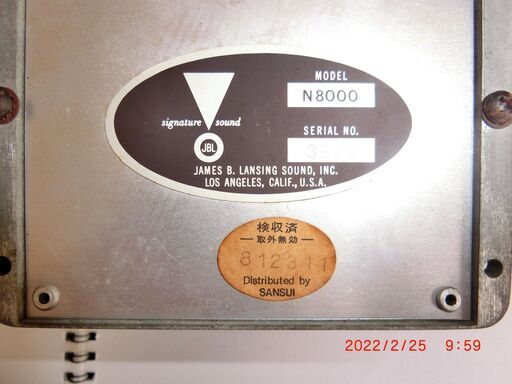 MODEL
N8000
signature sound
SERIAL NO.
JBL
JAMES B. LANSING SOUND, INC.
LOS ANGELES, CALIF., U.S.A.
検収済
取外無効
812311
Distributed by
SANSUI
2022/2/25 9:59